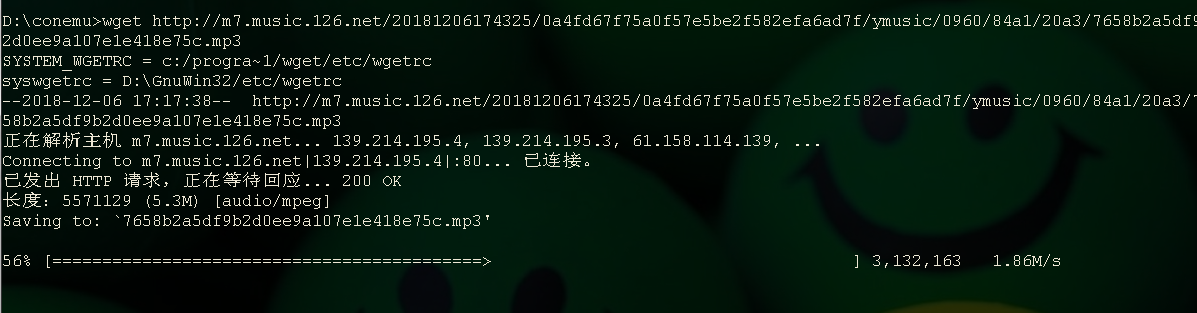 D:\conemu>wget http://m7.music.126.net/20181206174325/0a4fd67f75a0f57e5be2f582efa6ad7f/ymusic/0960/84a1/20a3/7658b2a5df9b
2d0ee9a107e1e418e75c.mp3
SYSTEM_WGETRC = c:/progra~1/wget/etc/wgetrc
syswgetrc = D:\GnuWin32/etc/wgetrc
--2018-12-06 17:17:38--  http://m7.music.126.net/20181206174325/0a4fd67f75a0f57e5be2f582efa6ad7f/ymusic/0960/84a1/20a3/7
58b2a5df9b2d0ee9a107e1e418e75c.mp3
正在解析主机 m7.music.126.net... 139.214.195.4, 139.214.195.3, 61.158.114.139, ...
Connecting to m7.music.126.net|139.214.195.4|:80... 已连接。
已发出 HTTP 请求，正在等待回应... 200 OK
长度：5571129 (5.3M) [audio/mpeg]
Saving to: `7658b2a5df9b2d0ee9a107e1e418e75c.mp3'
56% [===========================================>                                    ] 3,132,163   1.86M/s